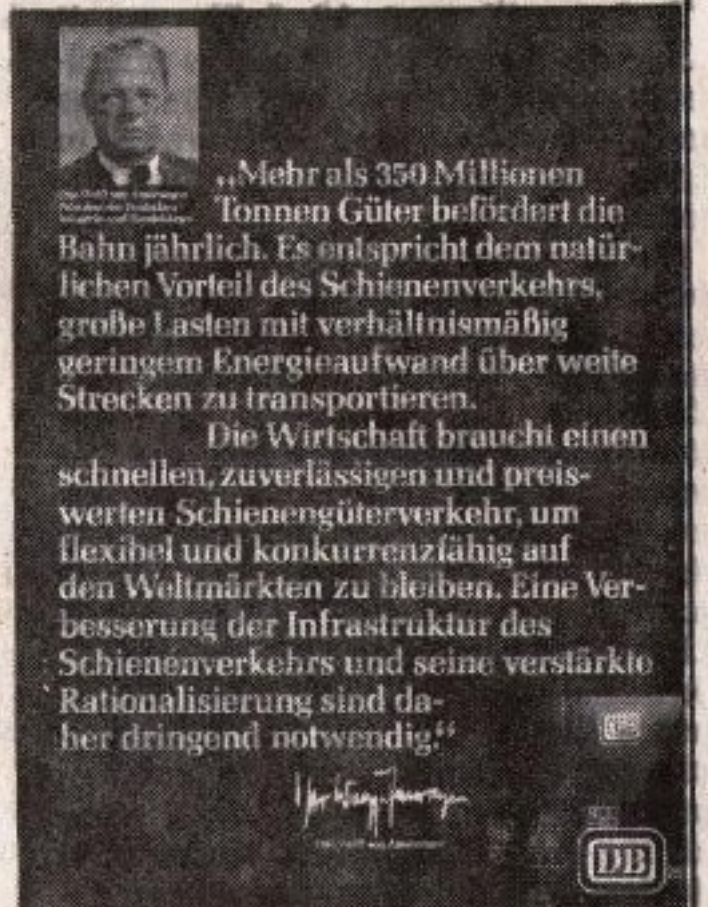 „Mehr als 350 Millionen
Tonnen Güter befördert die
Bahn jährlich. Es entspricht dem natür-
lichen Vorteil des Schienenverkehrs,
große Lasten mit verhältnismäßig
geringem Energieaufwand über weite
Strecken zu transportieren.
Die Wirtschaft braucht einen
schnellen, zuverlässigen und preis-
werten Schienengüterverkehr, um
flexibel und konkurrenzfähig auf
den Weltmärkten zu bleiben. Eine Ver-
besserung der Infrastruktur des
Schienenverkehrs und seine verstärkte
Rationalisierung sind da-
her dringend notwendig.“
DB